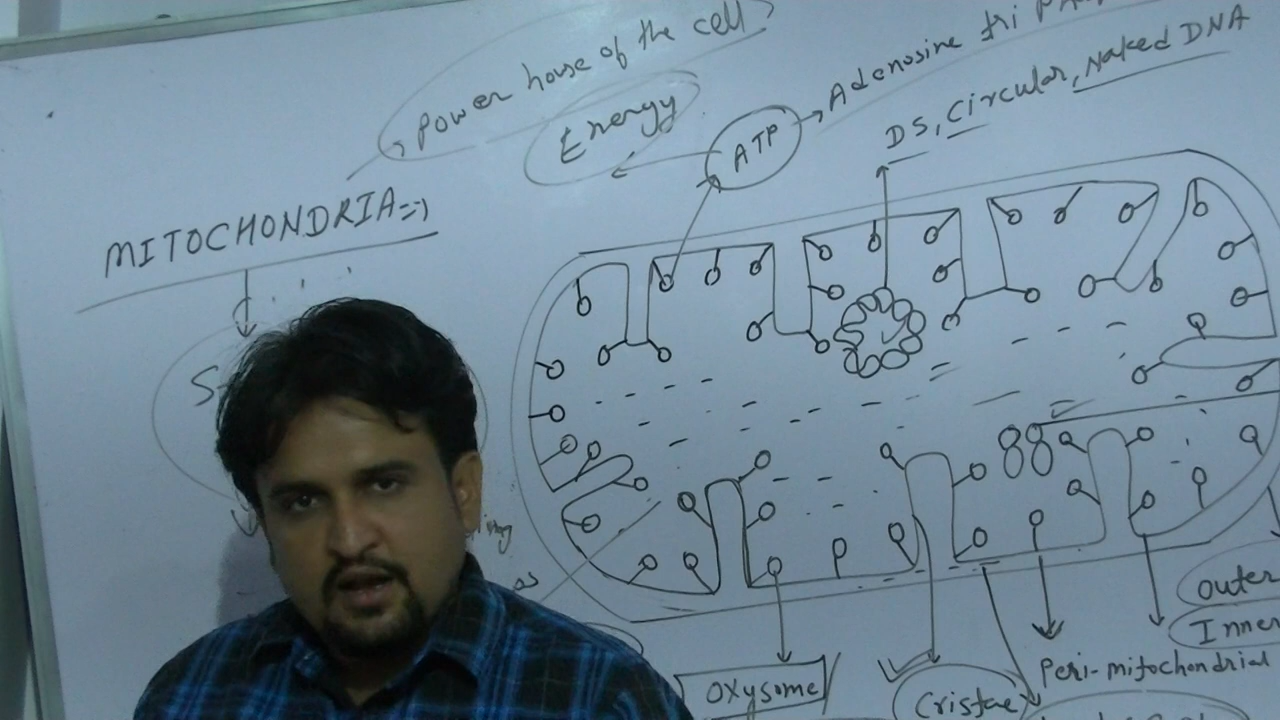 Power house of the cell
Energy
ATP
Adenosine tri
DS, Circular, Naked DNA
MITOCHONDRIA
Oxysome
Cristae
Peri-mitochondrial
outer
Inner